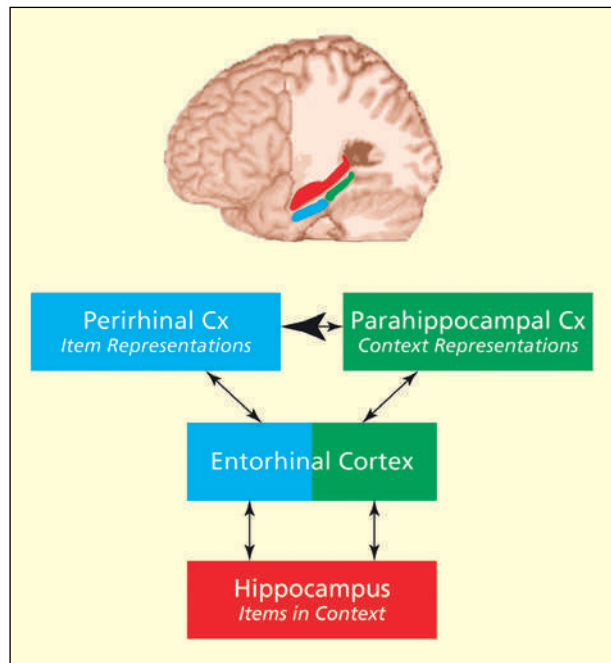 Perirhinal Cx
Item Representations
Parahippocampal Cx
Context Representations
Entorhinal Cortex
Hippocampus
Items in Context